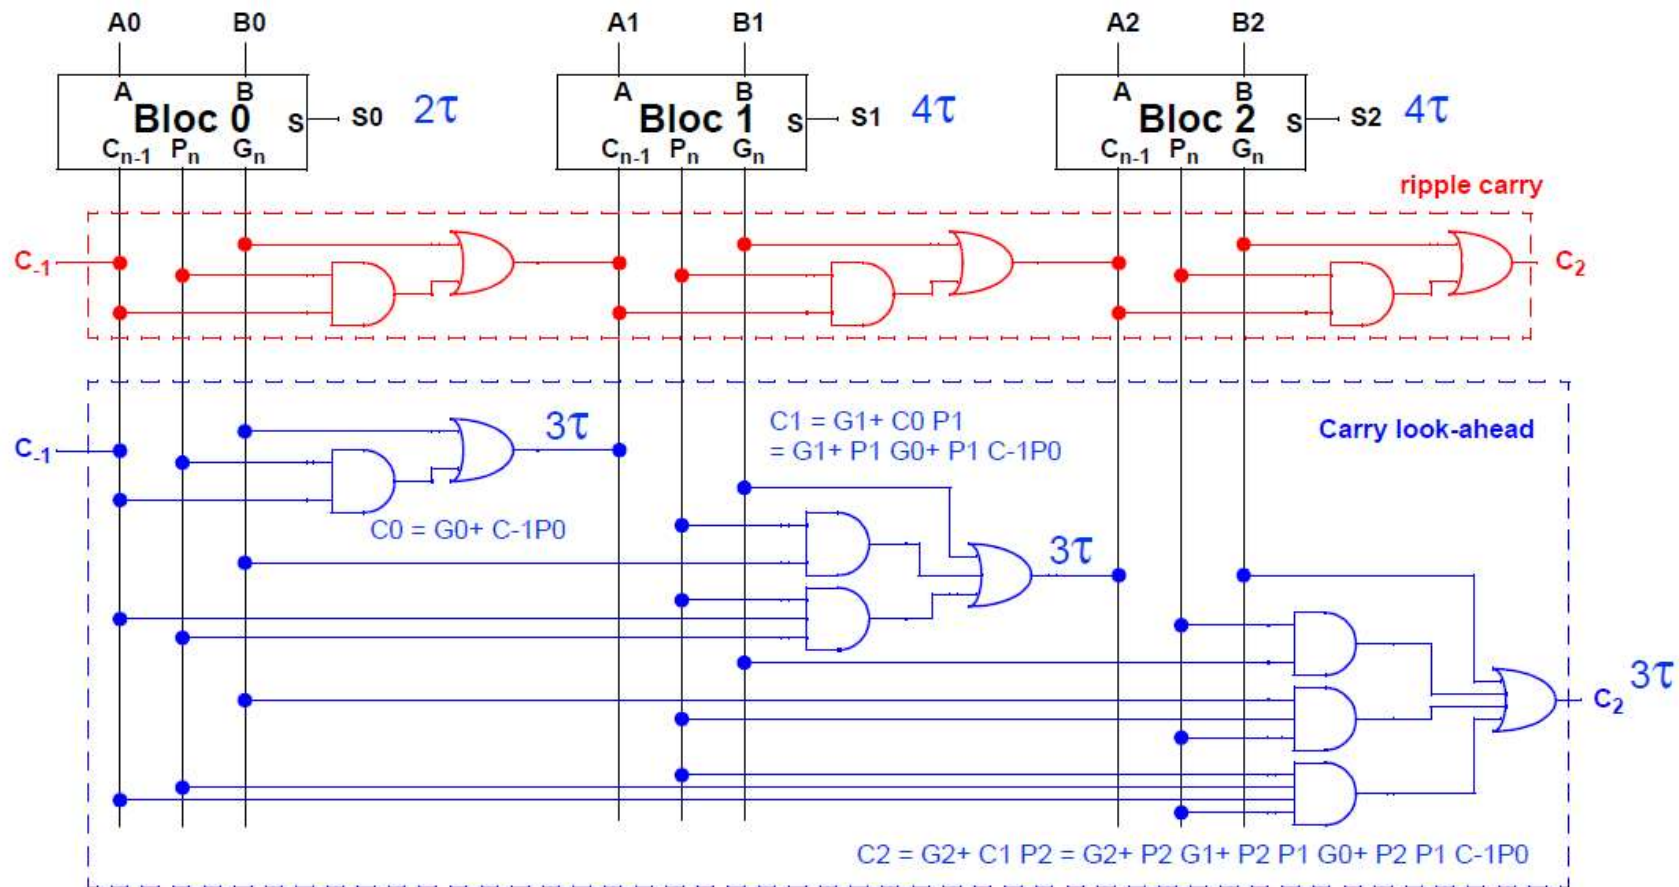 A0 B0 A1 B1 A2 B2
A B A B A B
Bloc 0 S S0 2τ Bloc 1 S S1 4τ Bloc 2 S S2 4τ
Cn-1 Pn Gn Cn-1 Pn Gn Cn-1 Pn Gn
ripple carry
C-1 C2
C-1 3τ
C1 = G1+ C0 P1
= G1+ P1 G0+ P1 C-1P0
Carry look-ahead
C0 = G0+ C-1P0
3τ
C2 3τ
C2 = G2+ C1 P2 = G2+ P2 G1+ P2 P1 G0+ P2 P1 C-1P0